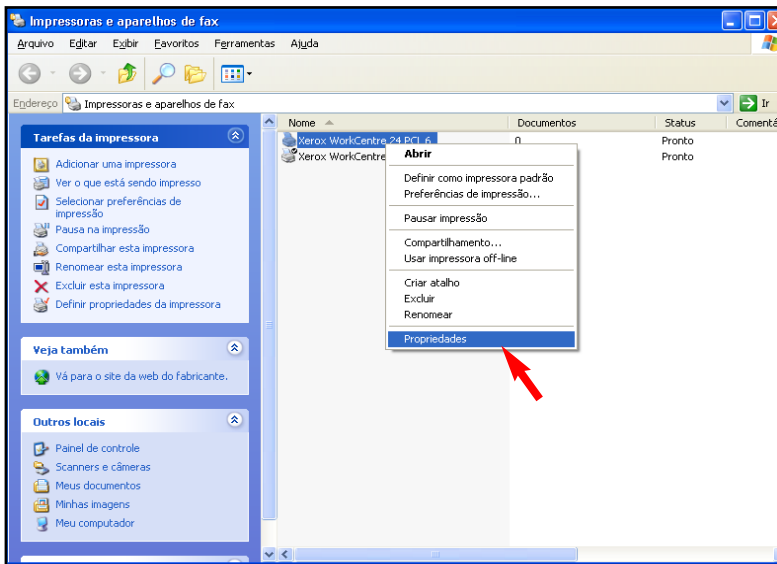 Impressoras e aparelhos de fax
Arquivo Editar Exibir Favoritos Ferramentas Ajuda
Endereço Impressoras e aparelhos de fax Ir
Nome Documentos Status Comentá
Tarefas da impressora
Adicionar uma impressora
Ver o que está sendo impresso
Selecionar preferências de
impressão
Pausa na impressão
Compartilhar esta impressora
Renomear esta impressora
Excluir esta impressora
Definir propriedades da impressora
Veja também
Vá para o site da web do fabricante.
Outros locais
Painel de controle
Scanners e câmeras
Meus documentos
Minhas imagens
Meu computador
Xerox WorkCentre 24 PCL 6 0 Pronto
Xerox WorkCentre Pronto
Abrir
Definir como impressora padrão
Preferências de impressão...
Pausar impressão
Compartilhamento...
Usar impressora off-line
Criar atalho
Excluir
Renomear
Propriedades